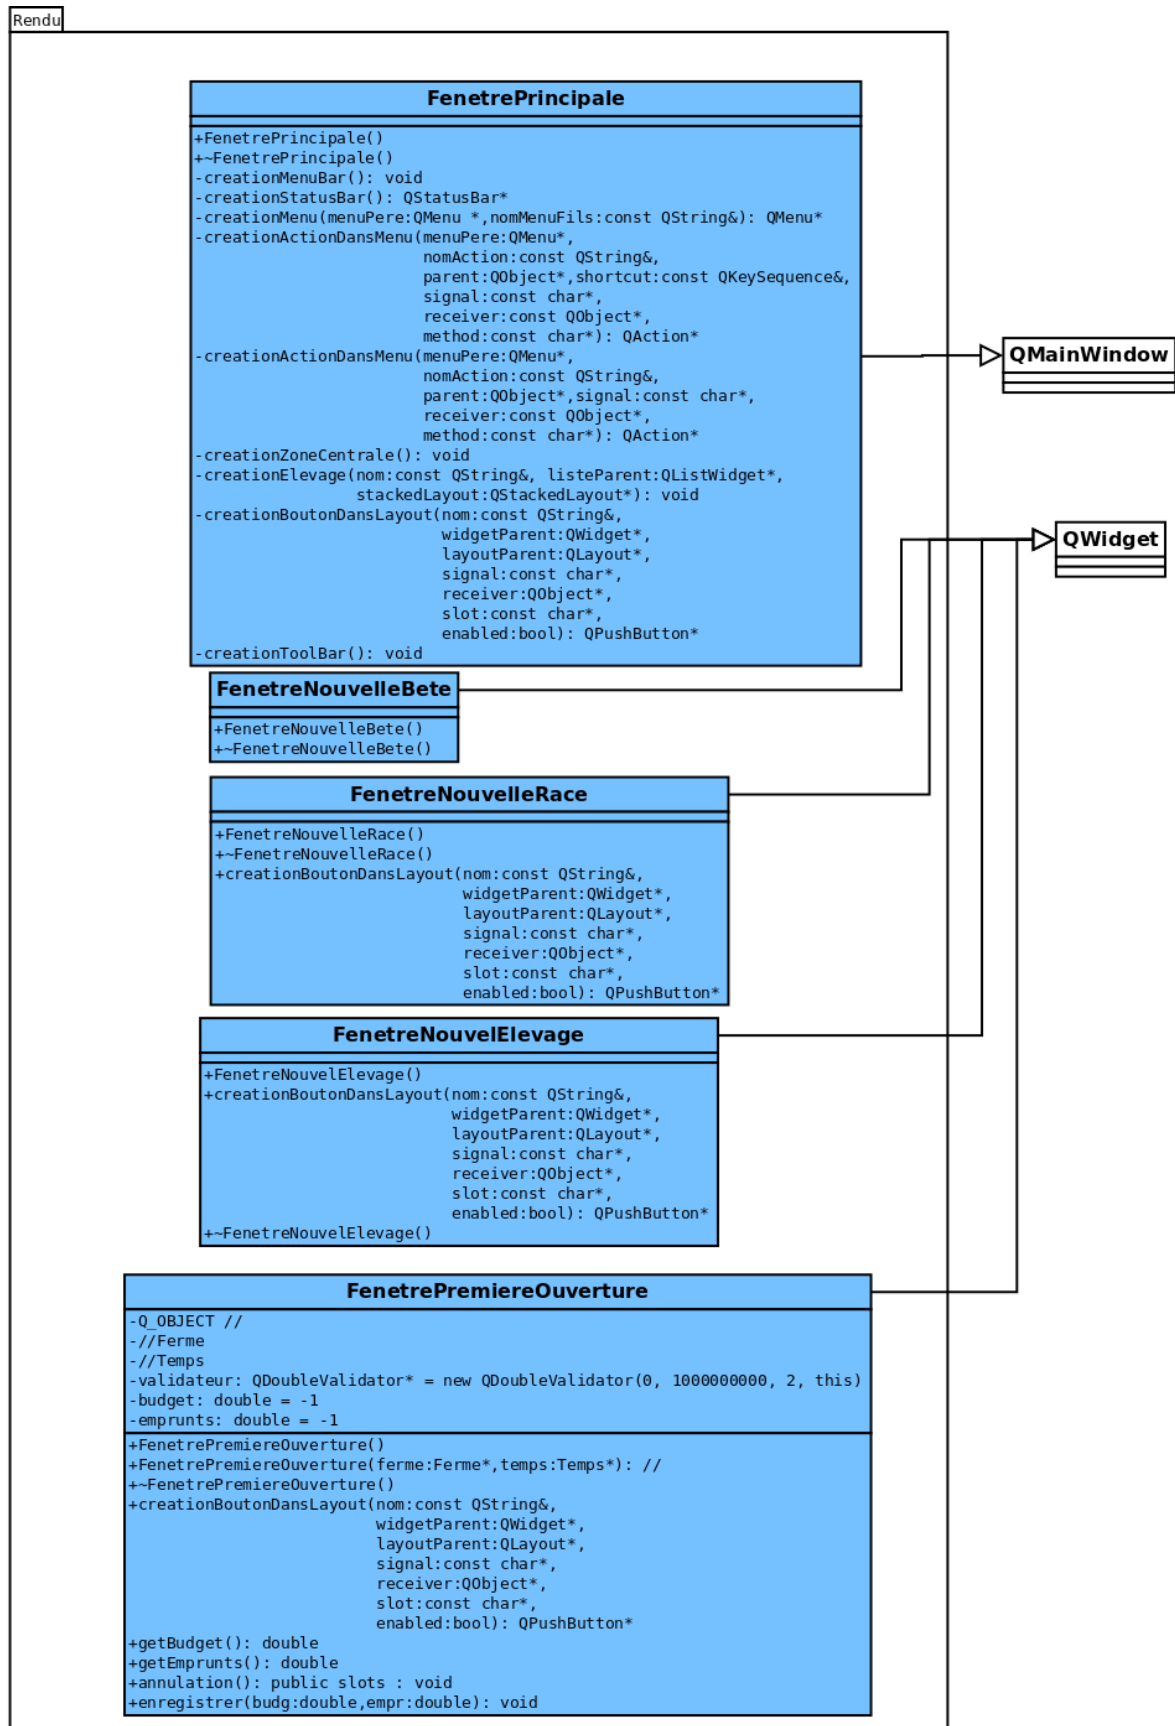 Rendu
FenetrePrincipale
+FenetrePrincipale()
+~FenetrePrincipale()
-creationMenuBar(): void
-creationStatusBar(): QStatusBar*
-creationMenu(menuPere:QMenu *,nomMenuFils:const QString&): QMenu*
-creationActionDansMenu(menuPere:QMenu*,
nomAction:const QString&,
parent:QObject*,shortcut:const QKeySequence&,
signal:const char*,
receiver:const QObject*,
method:const char*): QAction*
-creationActionDansMenu(menuPere:QMenu*,
nomAction:const QString&,
parent:QObject*,signal:const char*,
receiver:const QObject*,
method:const char*): QAction*
-creationZoneCentrale(): void
-creationElevage(nom:const QString&, listeParent:QListWidget*,
stackedLayout:QStackedLayout*): void
-creationBoutonDansLayout(nom:const QString&,
widgetParent:QWidget*,
layoutParent:QLayout*,
signal:const char*,
receiver:QObject*,
slot:const char*,
enabled:bool): QPushButton*
-creationToolBar(): void
QMainWindow
QWidget
FenetreNouvelleBete
+FenetreNouvelleBete()
+~FenetreNouvelleBete()
FenetreNouvelleRace
+FenetreNouvelleRace()
+~FenetreNouvelleRace()
+creationBoutonDansLayout(nom:const QString&,
widgetParent:QWidget*,
layoutParent:QLayout*,
signal:const char*,
receiver:QObject*,
slot:const char*,
enabled:bool): QPushButton*
FenetreNouvelElevage
+FenetreNouvelElevage()
+creationBoutonDansLayout(nom:const QString&,
widgetParent:QWidget*,
layoutParent:QLayout*,
signal:const char*,
receiver:QObject*,
slot:const char*,
enabled:bool): QPushButton*
+~FenetreNouvelElevage()
FenetrePremiereOuverture
-Q_OBJECT //
-//Ferme
-//Temps
-validateur: QDoubleValidator* = new QDoubleValidator(0, 1000000000, 2, this)
-budget: double = -1
-emprunts: double = -1
+FenetrePremiereOuverture()
+FenetrePremiereOuverture(ferme:Ferme*,temps:Temps*): //
+~FenetrePremiereOuverture()
+creationBoutonDansLayout(nom:const QString&,
widgetParent:QWidget*,
layoutParent:QLayout*,
signal:const char*,
receiver:QObject*,
slot:const char*,
enabled:bool): QPushButton*
+getBudget(): double
+getEmprunts(): double
+annulation(): public slots : void
+enregistrer(budg:double,empr:double): void